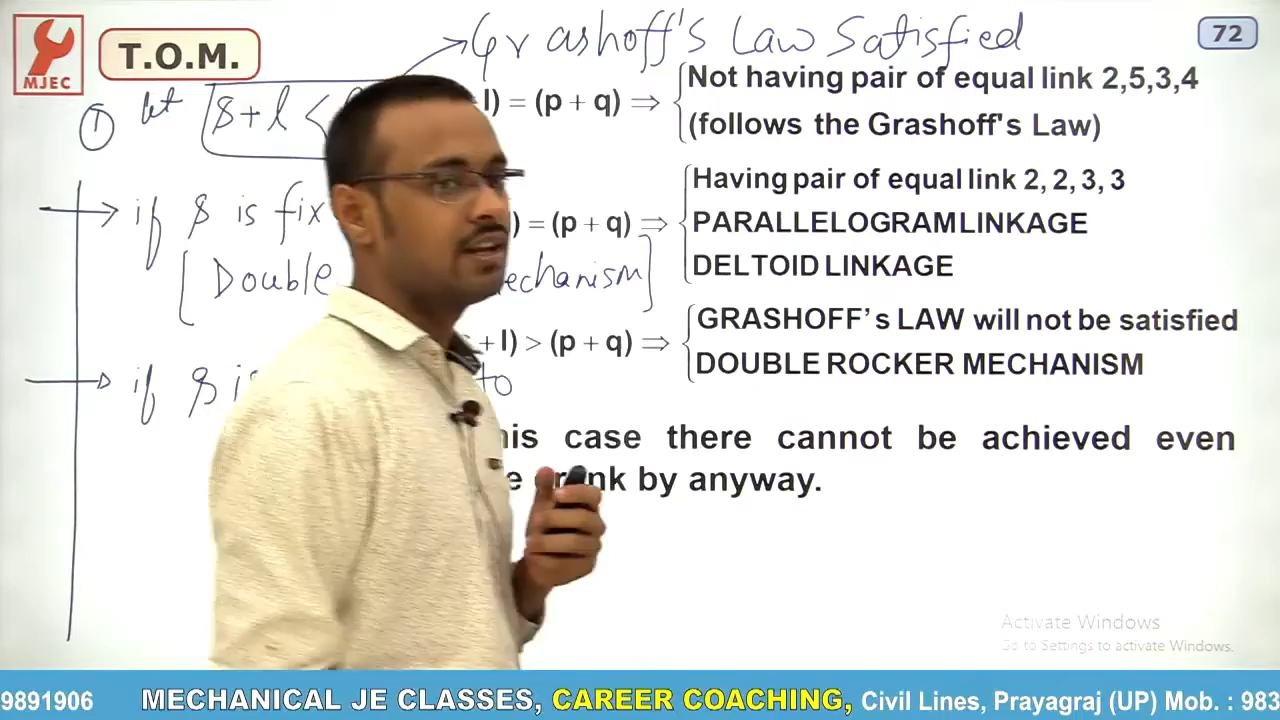 MJEC
T.O.M.
72
Grashoff's Law Satisfied
① let s+l <
l) = (p + q) ⇒
Not having pair of equal link 2,5,3,4
(follows the Grashoff's Law)
→ if s is fix
[Double echanism]
) = (p + q) ⇒
Having pair of equal link 2, 2, 3, 3
PARALLELOGRAM LINKAGE
DELTOID LINKAGE
+ l) > (p + q) ⇒
GRASHOFF's LAW will not be satisfied
DOUBLE ROCKER MECHANISM
→ if s is to
his case there cannot be achieved even
by anyway.
Activate Windows
Go to Settings to activate Windows.
9891906 MECHANICAL JE CLASSES, CAREER COACHING, Civil Lines, Prayagraj (UP) Mob. : 983